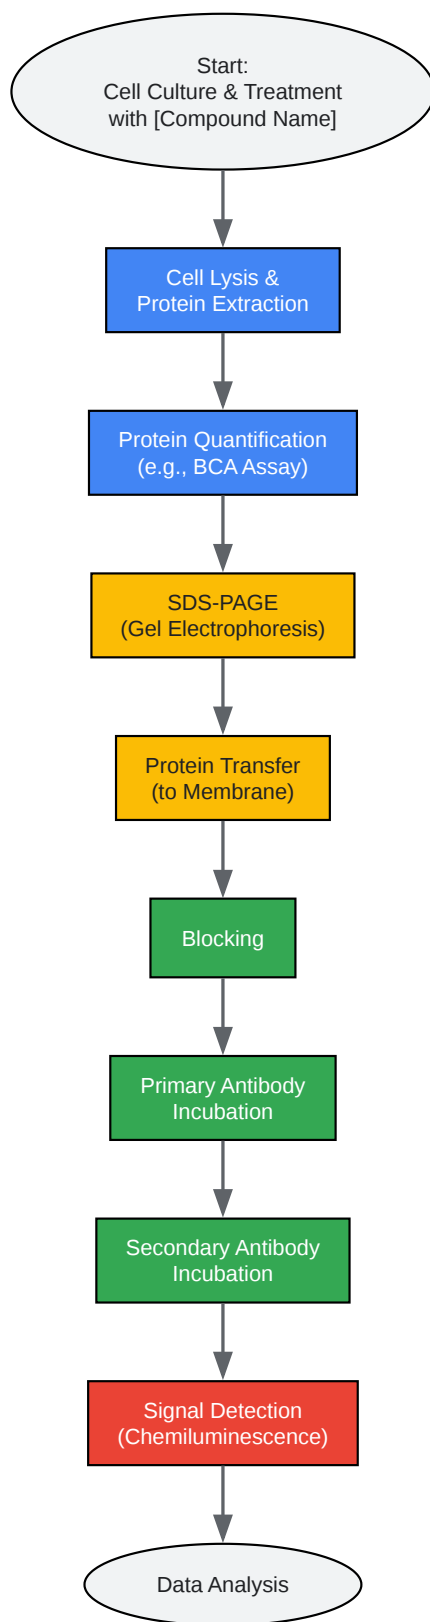 Start:
Cell Culture & Treatment
with [Compound Name]
Cell Lysis &
Protein Extraction
Protein Quantification
(e.g., BCA Assay)
SDS-PAGE
(Gel Electrophoresis)
Protein Transfer
(to Membrane)
Blocking
Primary Antibody
Incubation
Secondary Antibody
Incubation
Signal Detection
(Chemiluminescence)
Data Analysis